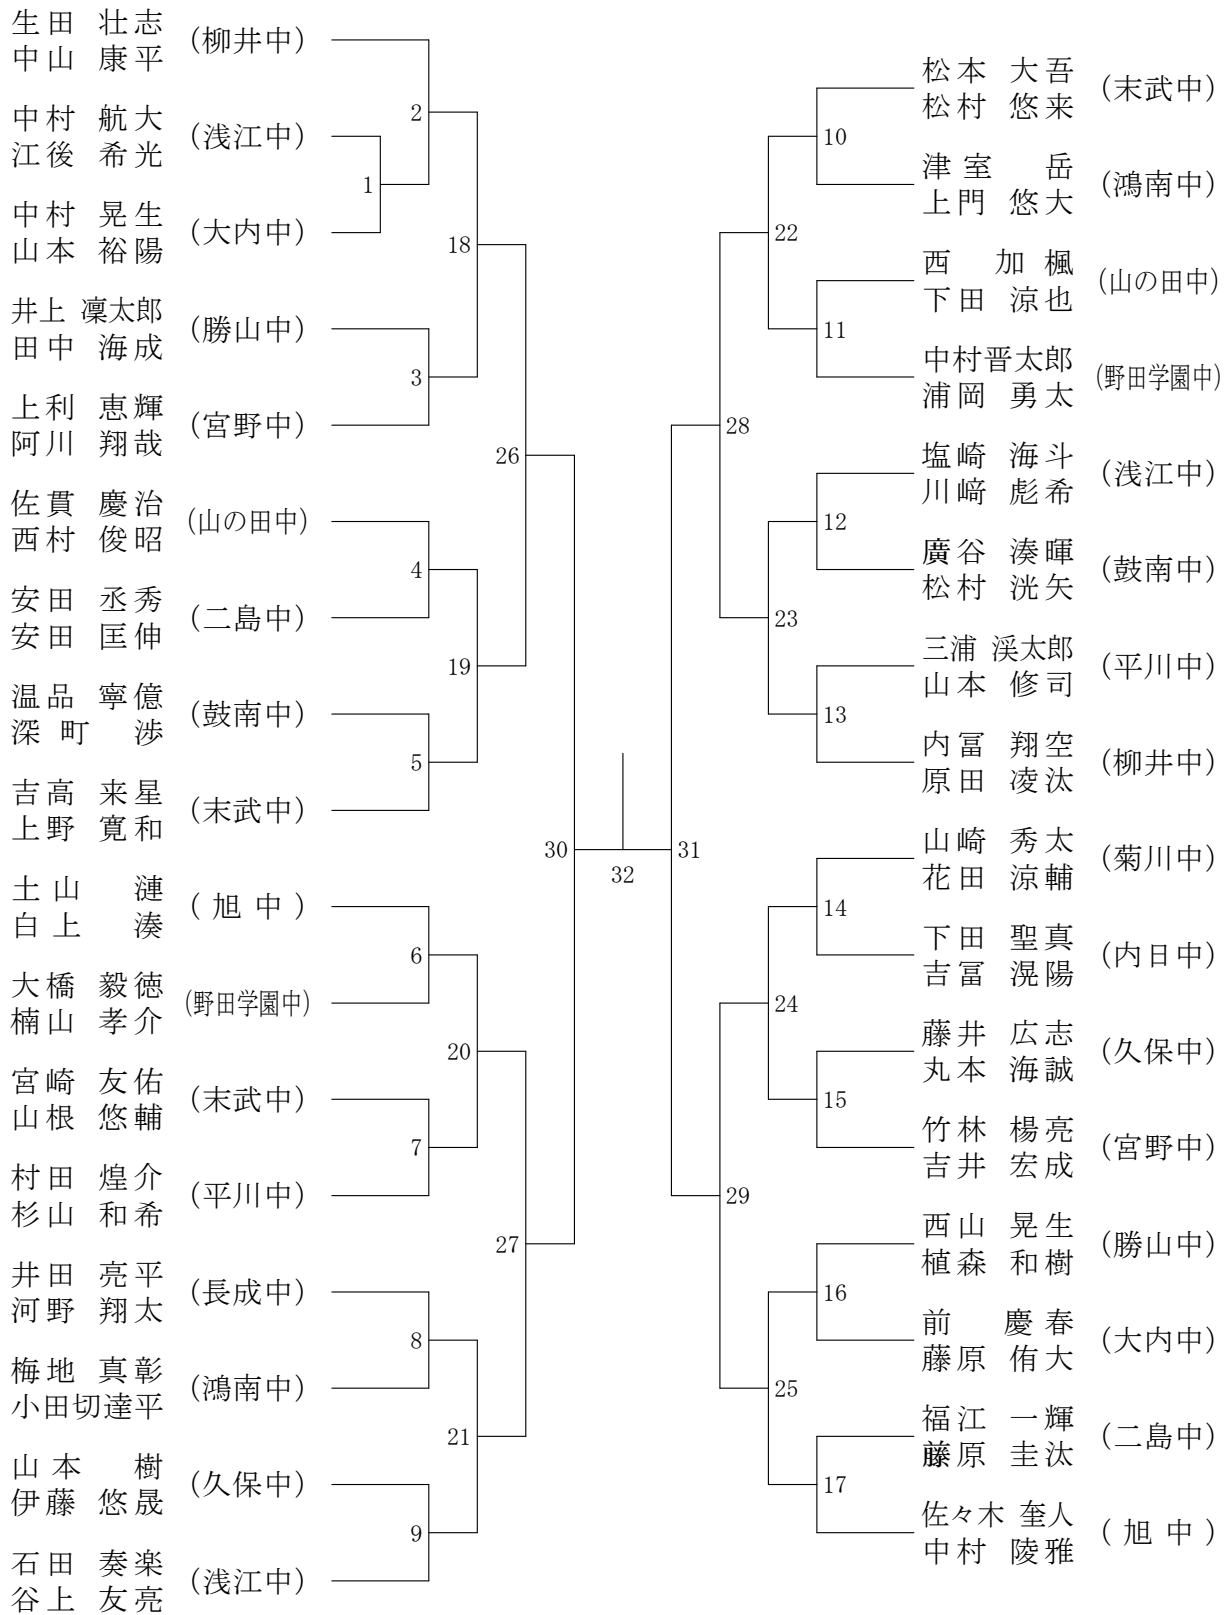 生田 壮志
中山 康平
(柳井中)
中村 航大
江後 希光
(浅江中)
中村 晃生
山本 裕陽
(大内中)
井上 凜太郎
田中 海成
(勝山中)
上利 恵輝
阿川 翔哉
(宮野中)
佐貫 慶治
西村 俊昭
(山の田中)
安田 丞秀
安田 匡伸
(二島中)
温品 寧億
深町 渉
(鼓南中)
吉高 来星
上野 寛和
(末武中)
土山 漣
白上 湊
(旭中)
大橋 毅徳
楠山 孝介
(野田学園中)
宮崎 友佑
山根 悠輔
(末武中)
村田 煌介
杉山 和希
(平川中)
井田 亮平
河野 翔太
(長成中)
梅地 真彰
小田切達平
(鴻南中)
山本 樹
伊藤 悠晟
(久保中)
石田 奏楽
谷上 友亮
(浅江中)
1
2
3
4
5
6
7
8
9
18
19
20
21
26
27
30
32
31
28
29
22
23
24
25
10
11
12
13
14
15
16
17
松本 大吾
松村 悠来
(末武中)
津室 岳
上門 悠大
(鴻南中)
西 加楓
下田 涼也
(山の田中)
中村晋太郎
浦岡 勇太
(野田学園中)
塩崎 海斗
川﨑 彪希
(浅江中)
廣谷 湊暉
松村 洸矢
(鼓南中)
三浦 渓太郎
山本 修司
(平川中)
内冨 翔空
原田 凌汰
(柳井中)
山崎 秀太
花田 涼輔
(菊川中)
下田 聖真
吉冨 滉陽
(内日中)
藤井 広志
丸本 海誠
(久保中)
竹林 楊亮
吉井 宏成
(宮野中)
西山 晃生
植森 和樹
(勝山中)
前 慶春
藤原 侑大
(大内中)
福江 一輝
藤原 圭汰
(二島中)
佐々木 奎人
中村 陵雅
(旭中)